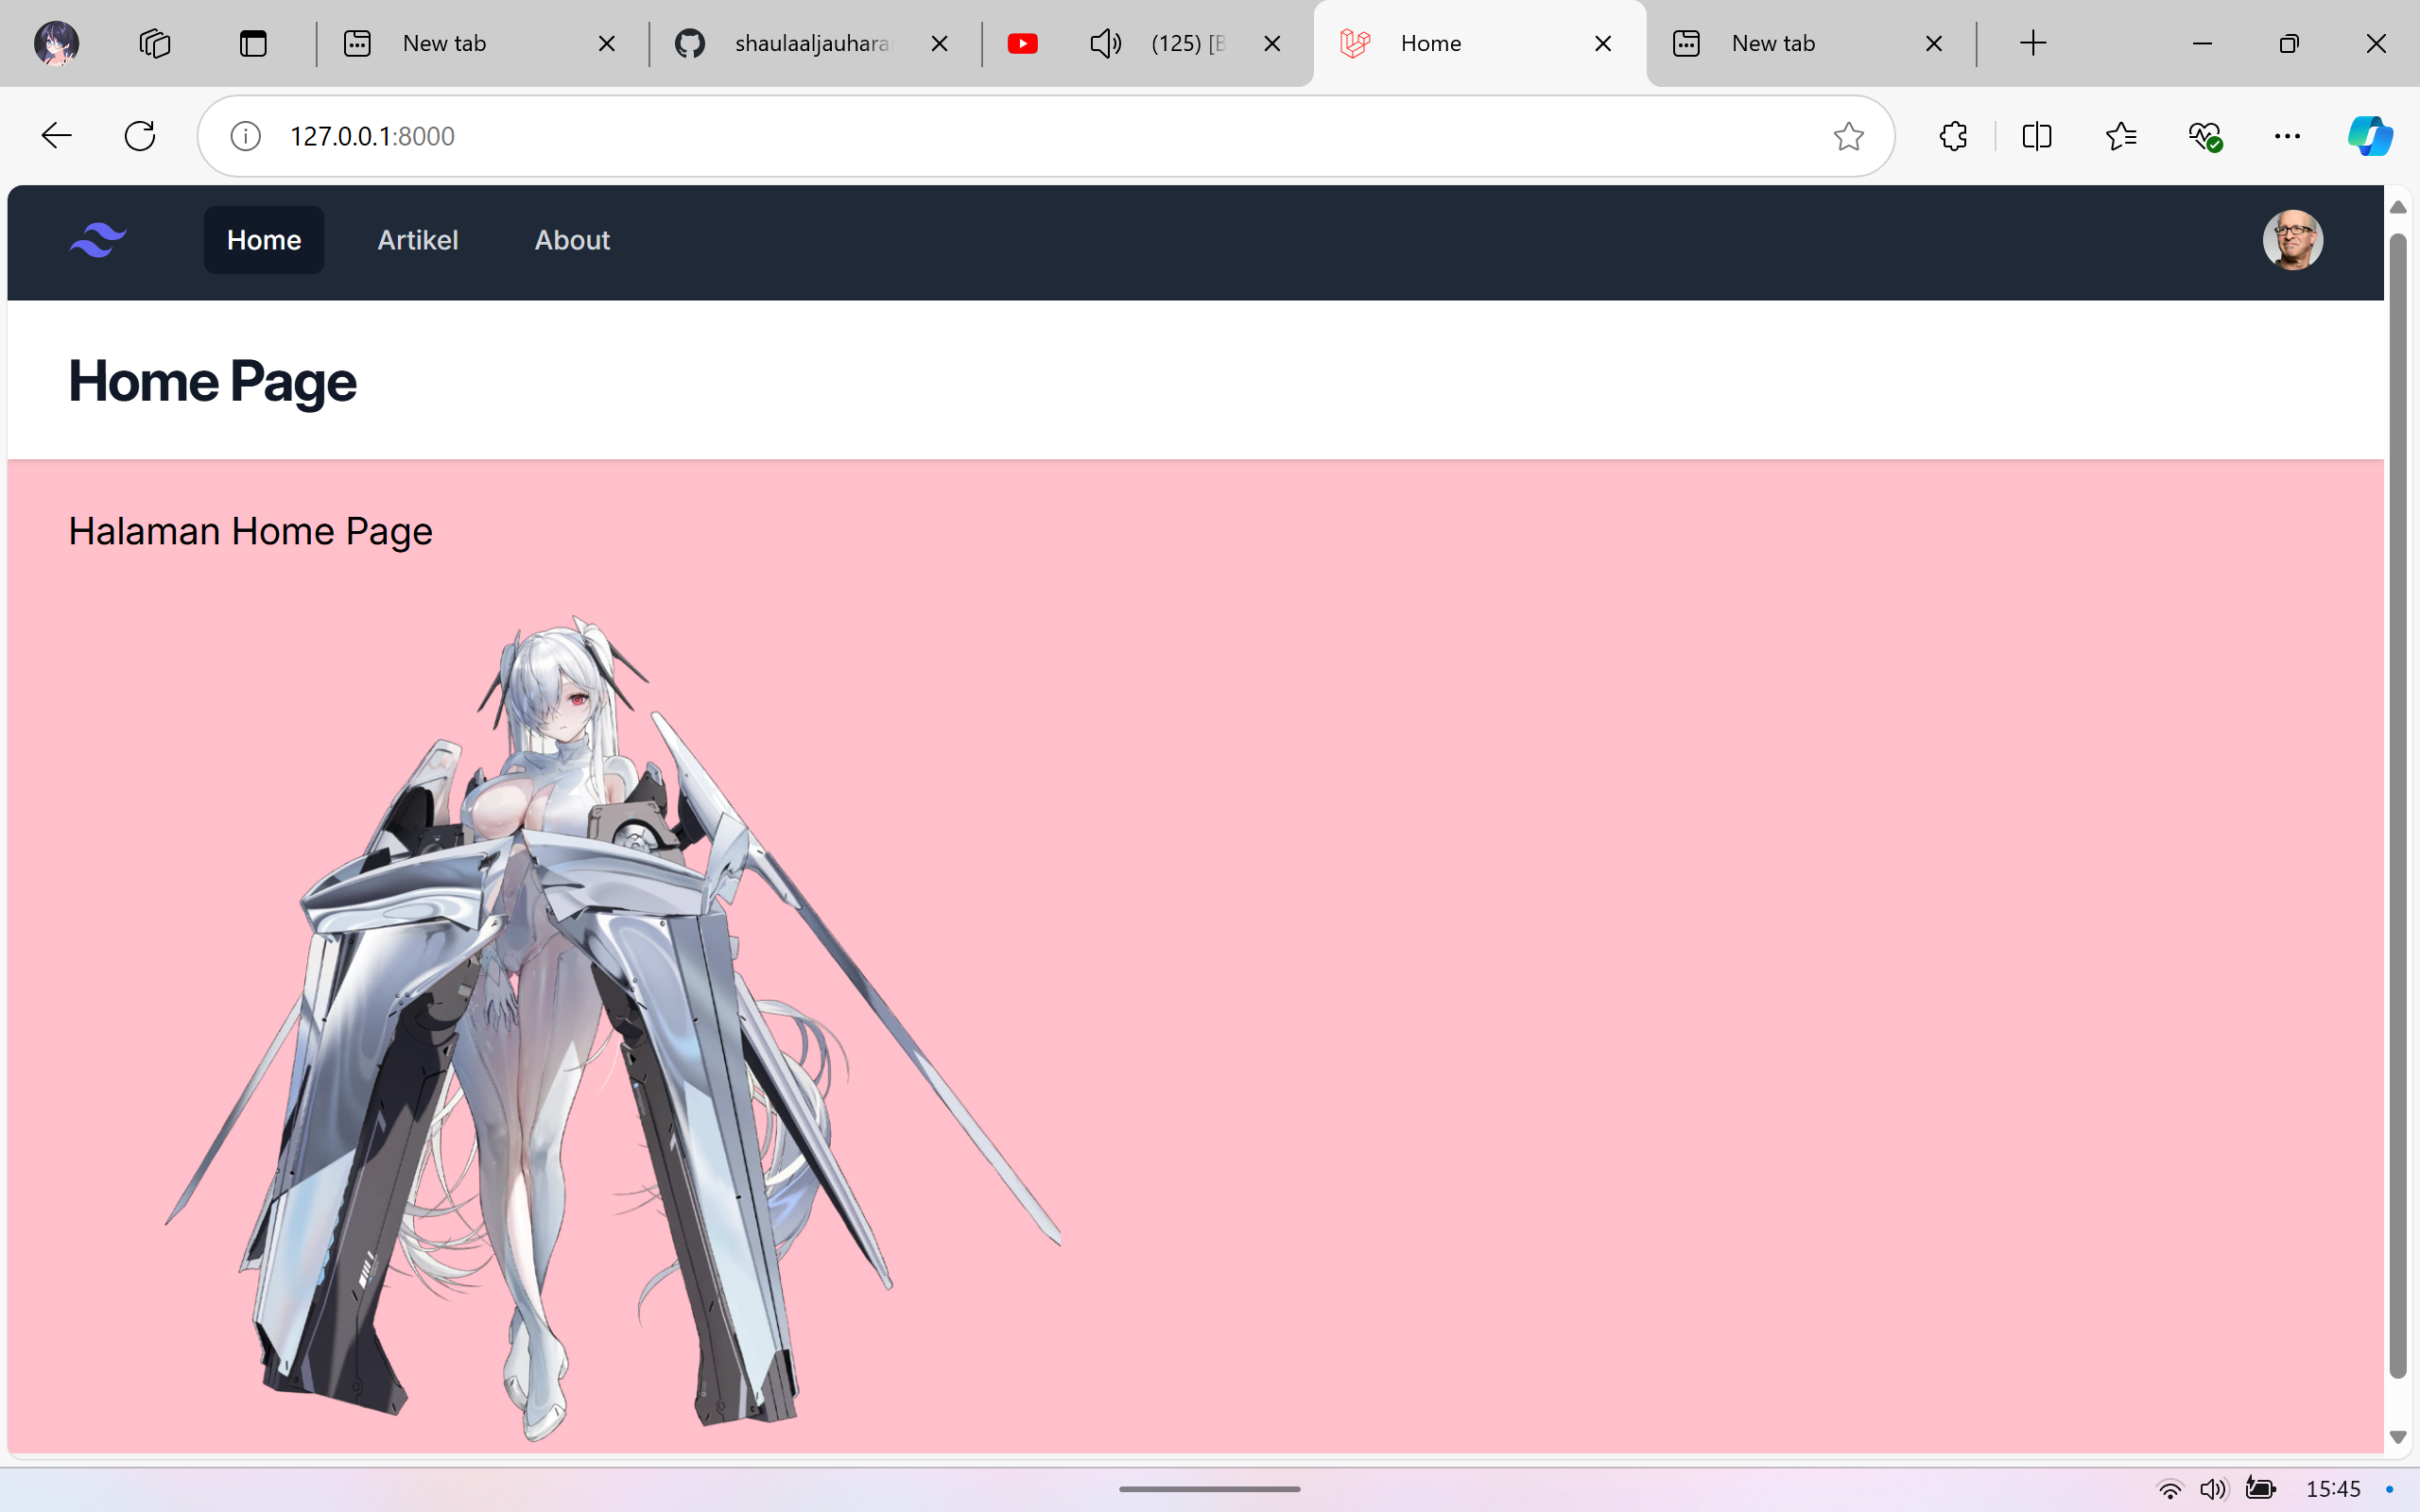 New tab
shaulaaljauhara
(125) [B
Home
New tab
127.0.0.1:8000
Home
Artikel
About
Home Page
Halaman Home Page
15:45